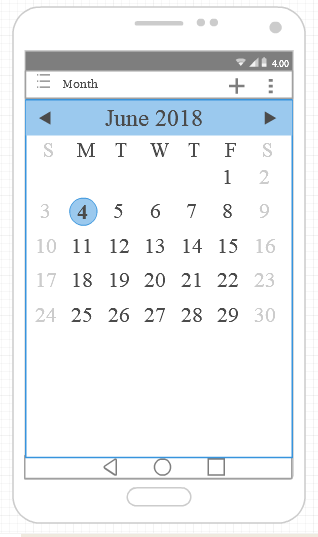 4.00
Month
June 2018
S M T W T F S
1 2
3 4 5 6 7 8 9
10 11 12 13 14 15 16
17 18 19 20 21 22 23
24 25 26 27 28 29 30